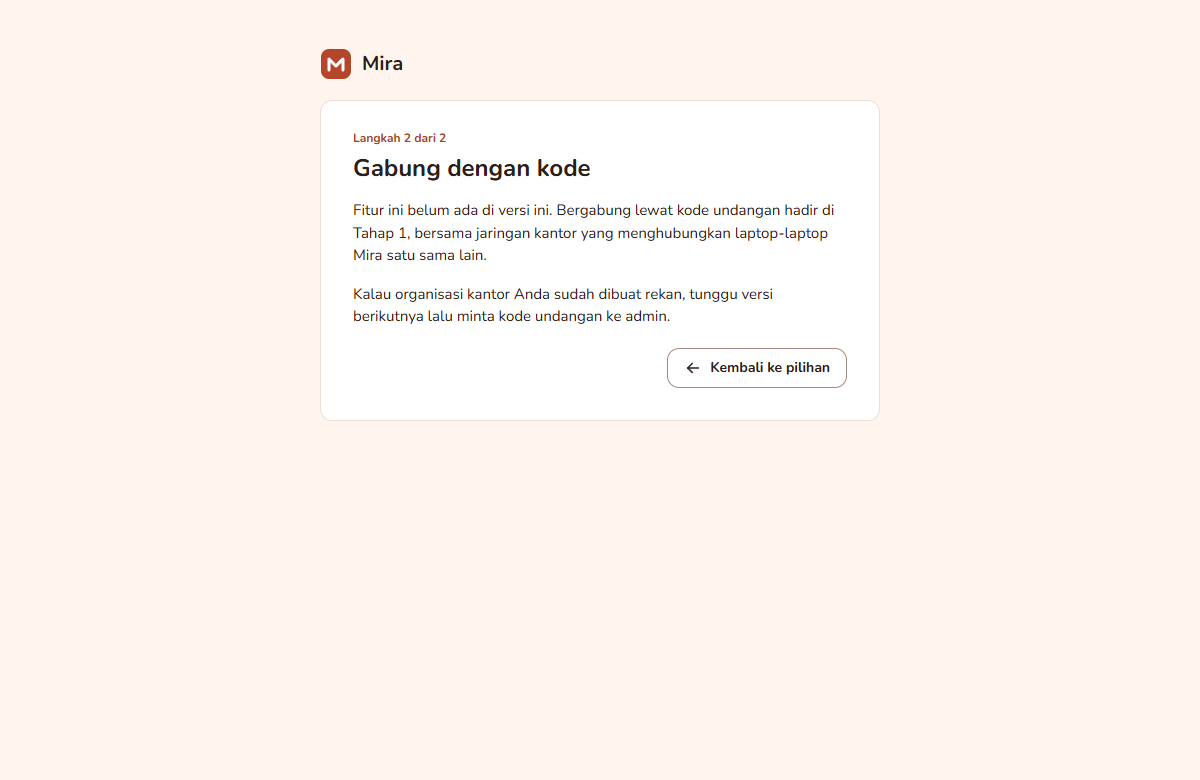 Mira
Langkah 2 dari 2
Gabung dengan kode
Fitur ini belum ada di versi ini. Bergabung lewat kode undangan hadir di
Tahap 1, bersama jaringan kantor yang menghubungkan laptop-laptop
Mira satu sama lain.
Kalau organisasi kantor Anda sudah dibuat rekan, tunggu versi
berikutnya lalu minta kode undangan ke admin.
← Kembali ke pilihan